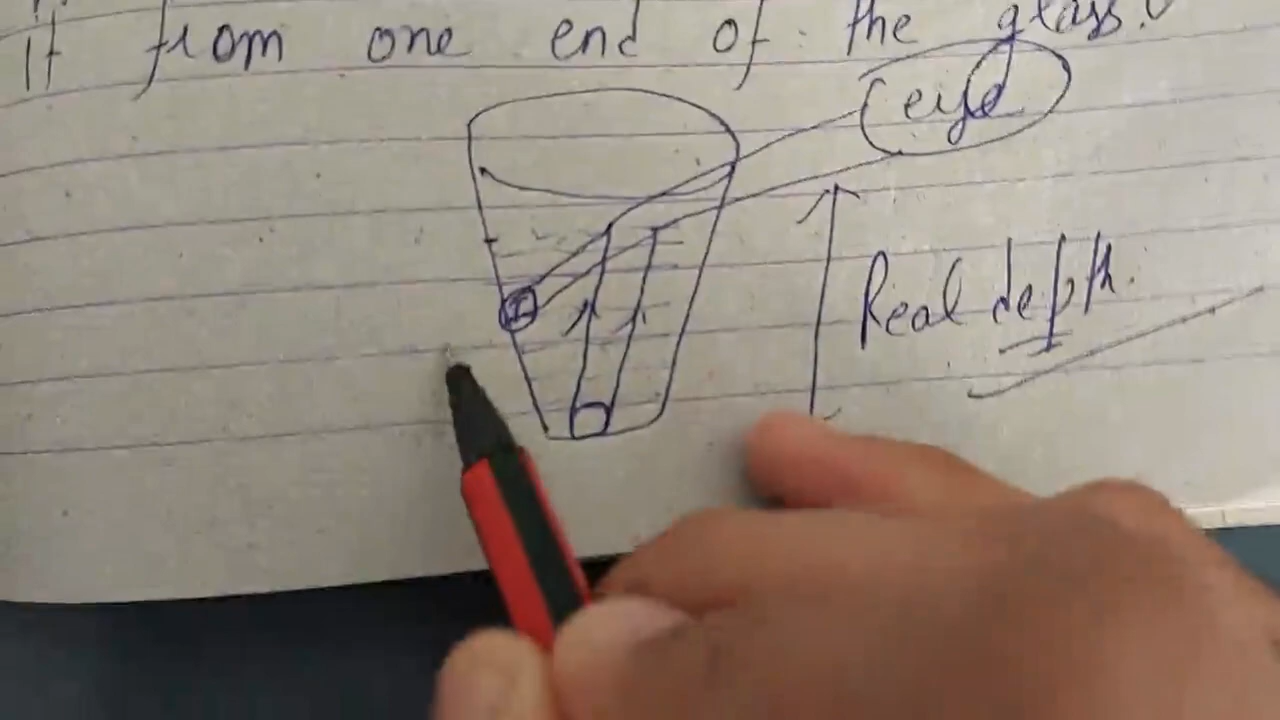 it from one end of the glass.
eye
I
Real depth.